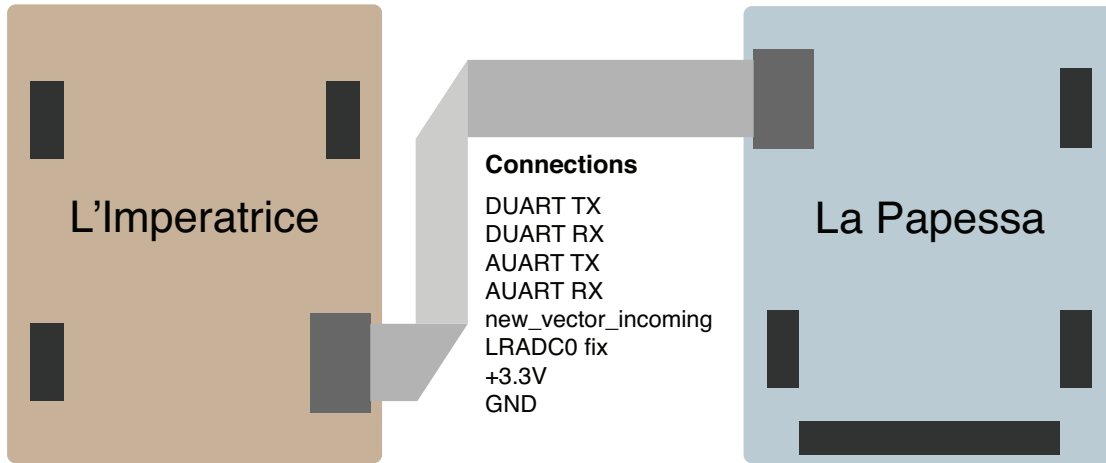 L'Imperatrice
Connections
DUART TX
DUART RX
AUART TX
AUART RX
new_vector_incoming
LRADC0 fix
+3.3V
GND
La Papessa